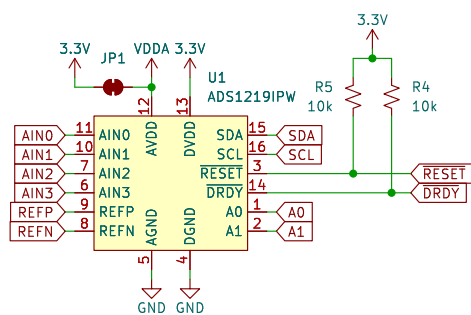 3.3V
3.3V
JP1
VDDA
3.3V
U1
ADS1219IPW
R5
10k
R4
10k
12
13
AVDD
DVDD
AIN0 11 AIN0
SDA 15 SDA
AIN1 10 AIN1
SCL 16 SCL
AIN2 7 AIN2
RESET 3 RESET
AIN3 6 AIN3
DRDY 14 DRDY
REFP 9 REFP
A0 1 A0
REFN 8 REFN
A1 2 A1
AGND
DGND
5
4
GND
GND